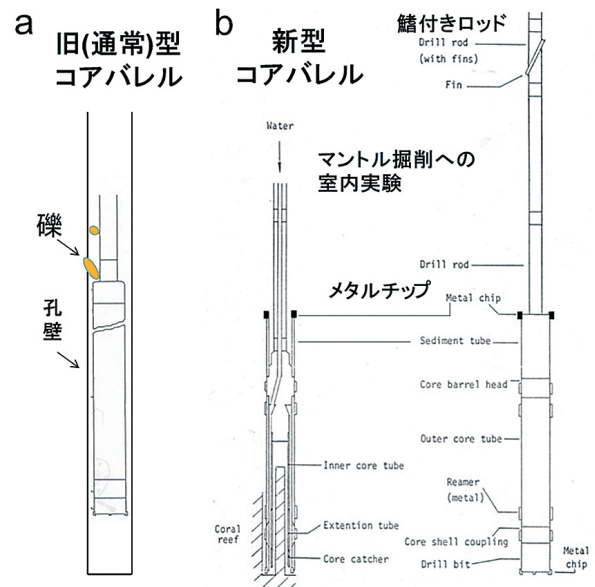 a
旧(通常)型
コアバレル
礫
孔
壁
b
新型
コアバレル
Water
マントル掘削への
室内実験
メタルチップ
鰭付きロッド
Drill rod
(with fins)
Fin
Drill rod
Metal chip
Sediment tube
Core barrel head
Outer core tube
Inner core tube
Reamer
(metal)
Coral
reef
Extention tube
Core shell coupling
Core catcher
Drill bit
Metal
chip